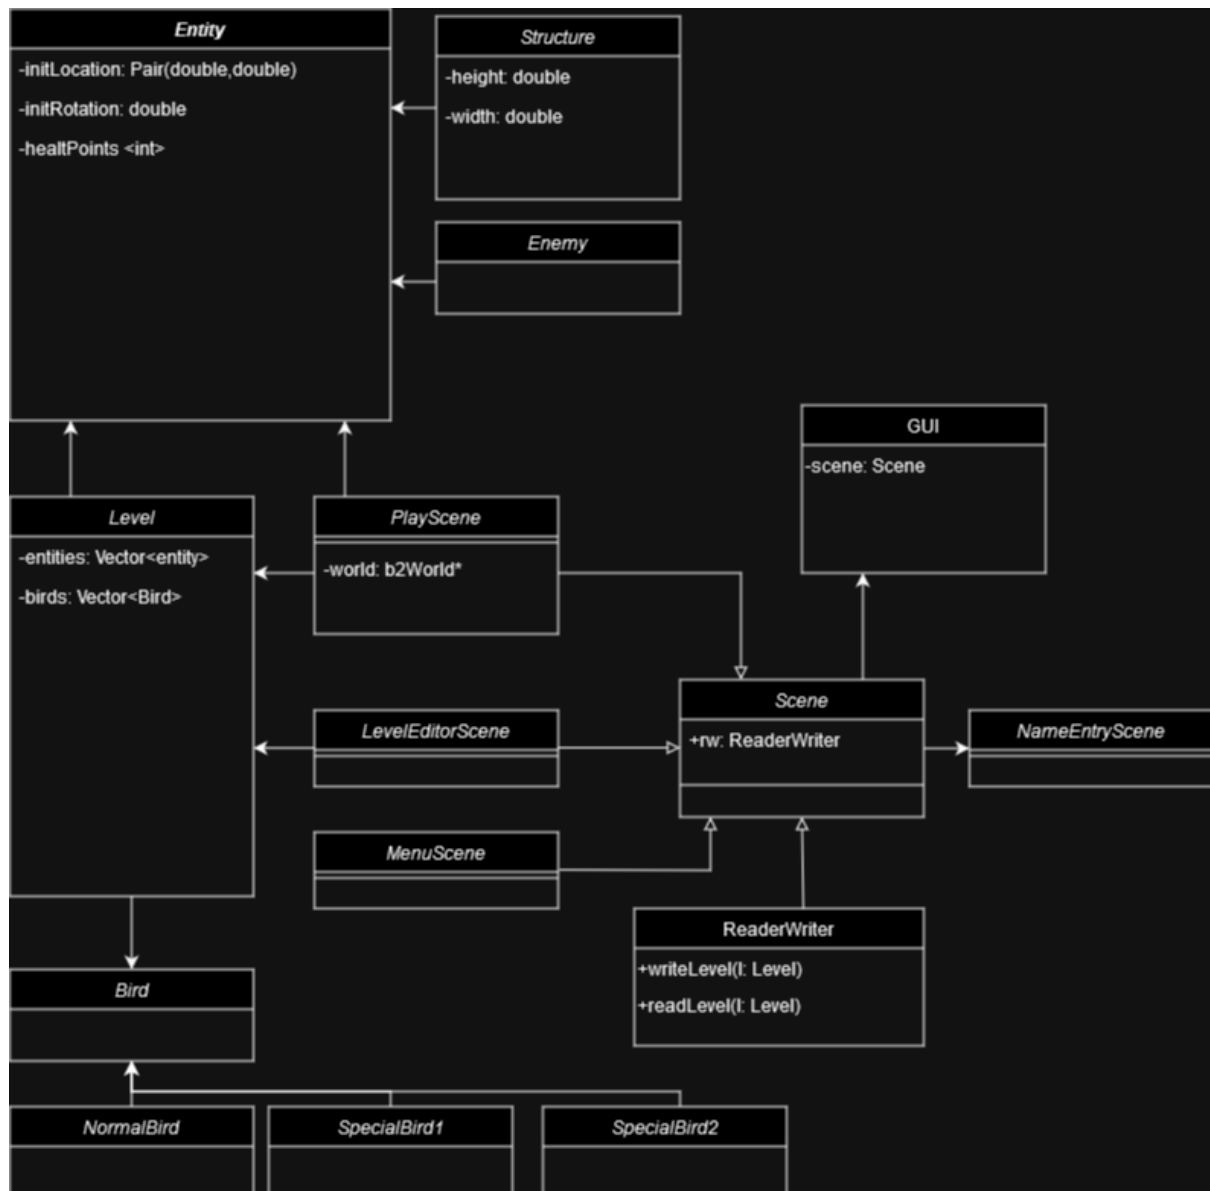 Entity
-initLocation: Pair(double,double)
-initRotation: double
-healtPoints <int>
Structure
-height: double
-width: double
Enemy
GUI
-scene: Scene
Level
-entities: Vector<entity>
-birds: Vector<Bird>
PlayScene
-world: b2World*
LevelEditorScene
Scene
+rw: ReaderWriter
NameEntryScene
MenuScene
ReaderWriter
+writeLevel(l: Level)
+readLevel(l: Level)
Bird
NormalBird
SpecialBird1
SpecialBird2